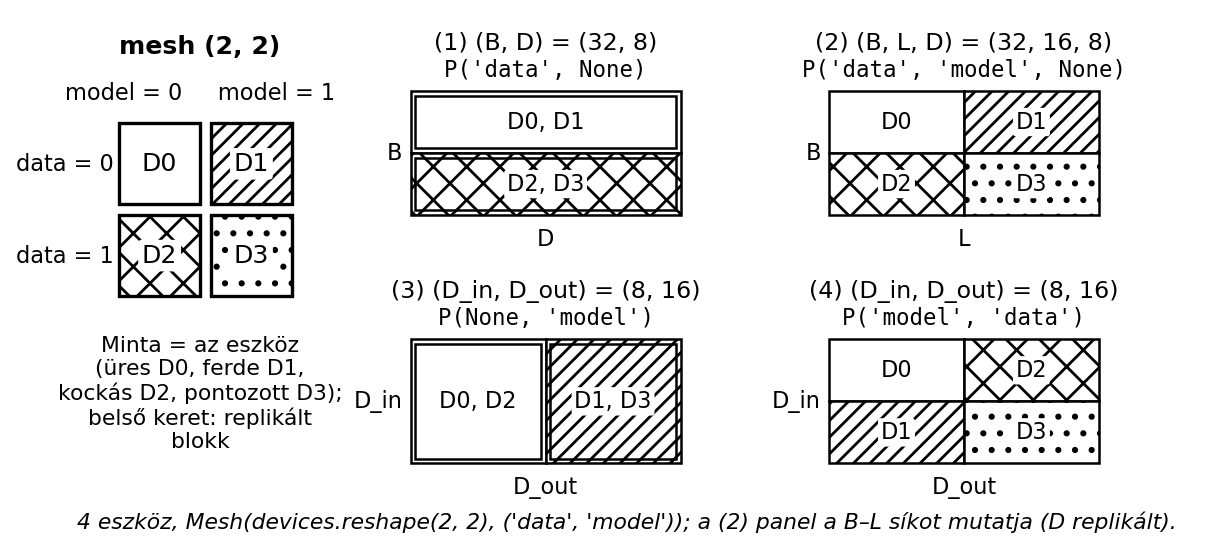 mesh (2, 2)
model = 0 model = 1
data = 0 D0 D1
data = 1 D2 D3
Minta = az eszköz
(üres D0, ferde D1,
kockás D2, pontozott D3);
belső keret: replikált
blokk
(1) (B, D) = (32, 8)
P('data', None)
D0, D1
B
D2, D3
D
(2) (B, L, D) = (32, 16, 8)
P('data', 'model', None)
D0 D1
B
D2 D3
L
(3) (D_in, D_out) = (8, 16)
P(None, 'model')
D_in D0, D2 D1, D3
D_out
(4) (D_in, D_out) = (8, 16)
P('model', 'data')
D0 D2
D_in
D1 D3
D_out
4 eszköz, Mesh(devices.reshape(2, 2), ('data', 'model')); a (2) panel a B–L síkot mutatja (D replikált).